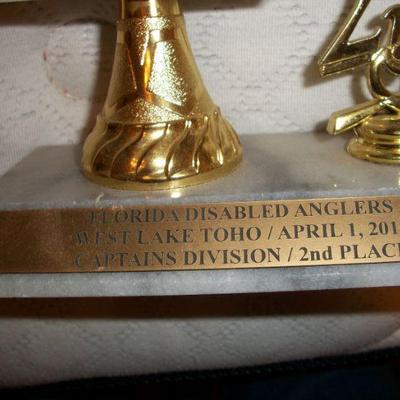 FLORIDA DISABLED ANGLERS
WEST LAKE TOHO / APRIL 1, 201
CAPTAINS DIVISION / 2nd PLACE